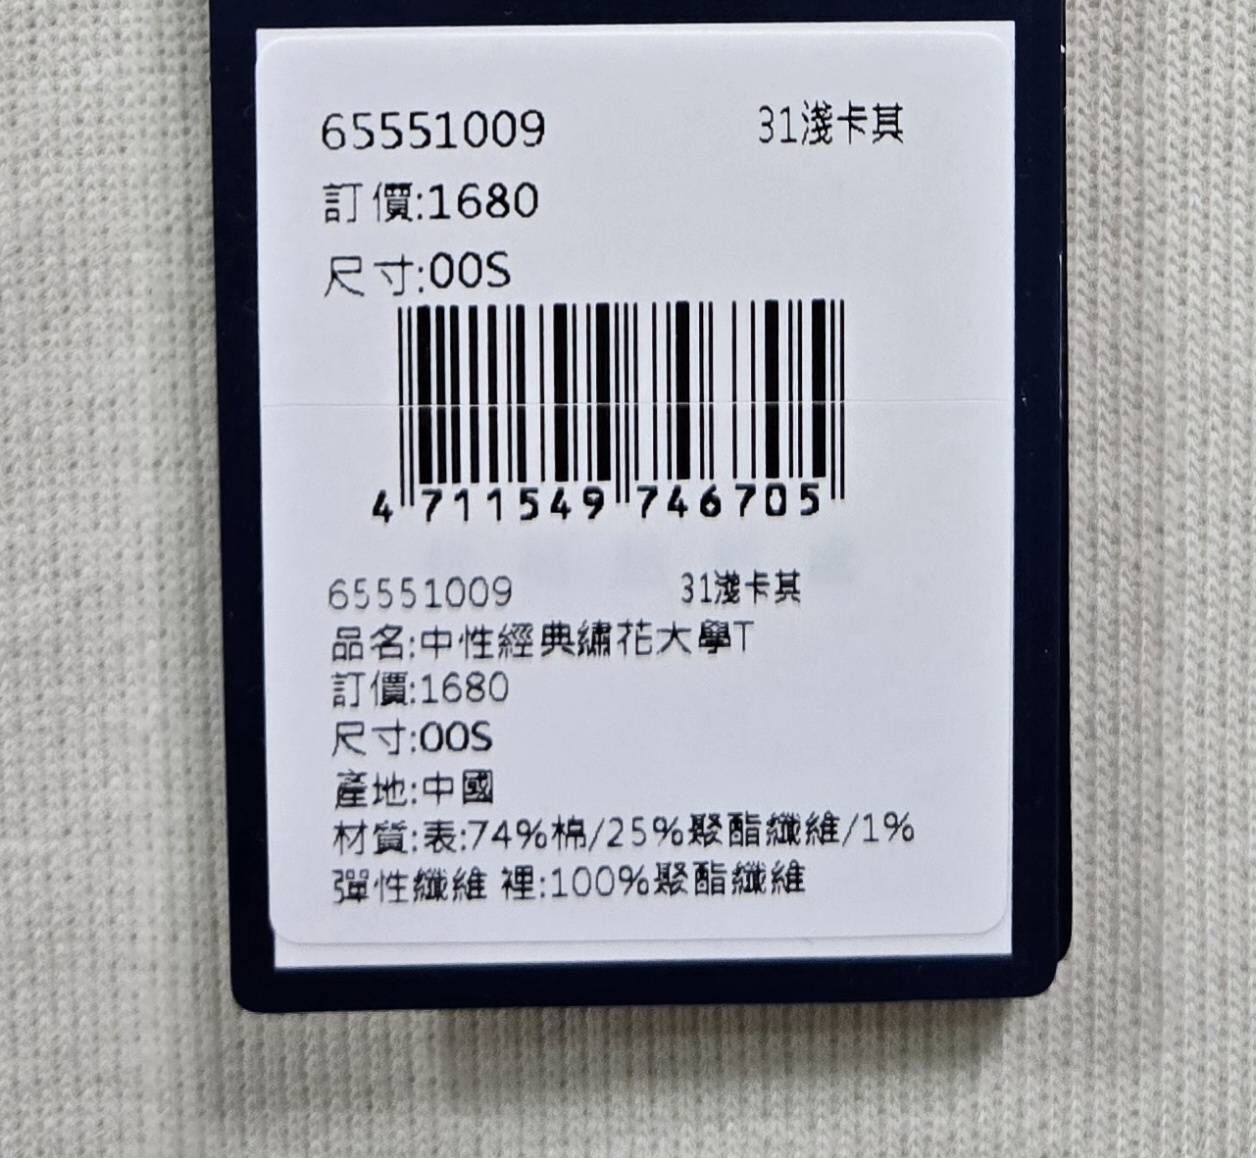 65551009 31淺卡其
訂價:1680
尺寸:00S
4 711549 746705
65551009 31淺卡其
品名:中性經典繡花大學T
訂價:1680
尺寸:00S
產地:中國
材質:表:74%棉/25%聚酯纖維/1%
彈性纖維 裡:100%聚酯纖維